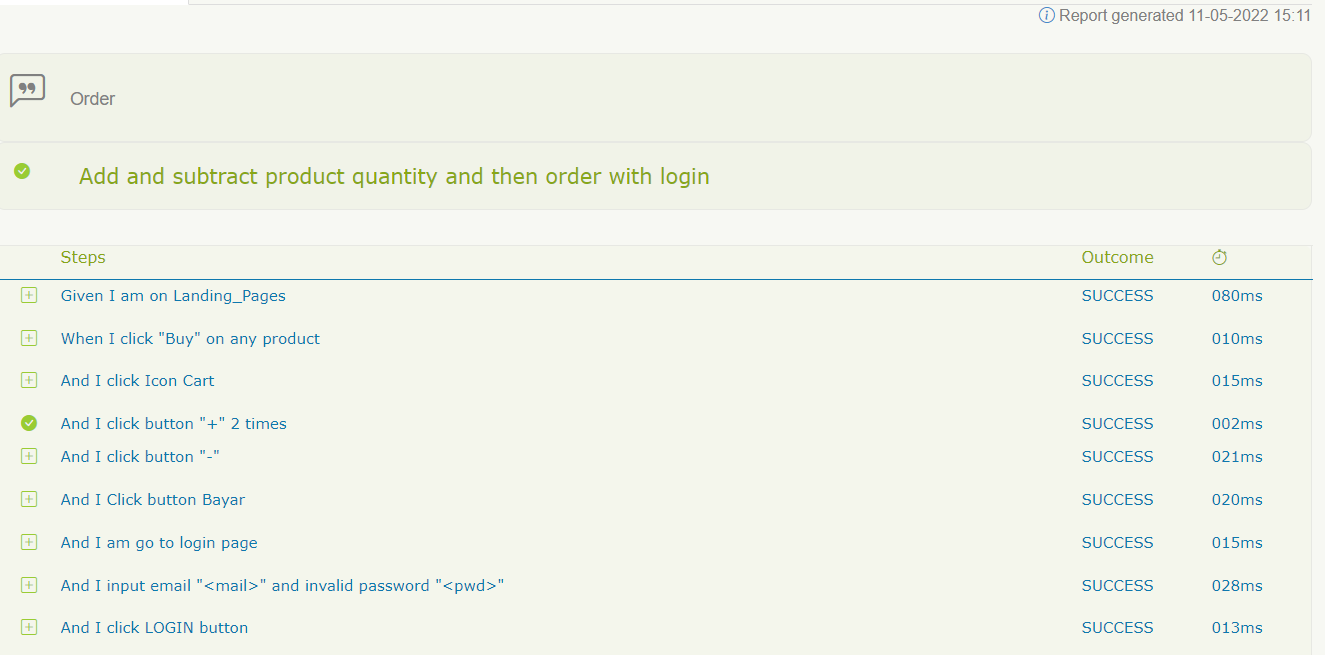 Report generated 11-05-2022 15:11
Order
Add and subtract product quantity and then order with login
Steps Outcome
Given I am on Landing_Pages SUCCESS 080ms
When I click "Buy" on any product SUCCESS 010ms
And I click Icon Cart SUCCESS 015ms
And I click button "+" 2 times SUCCESS 002ms
And I click button "-" SUCCESS 021ms
And I Click button Bayar SUCCESS 020ms
And I am go to login page SUCCESS 015ms
And I input email "<mail>" and invalid password "<pwd>" SUCCESS 028ms
And I click LOGIN button SUCCESS 013ms